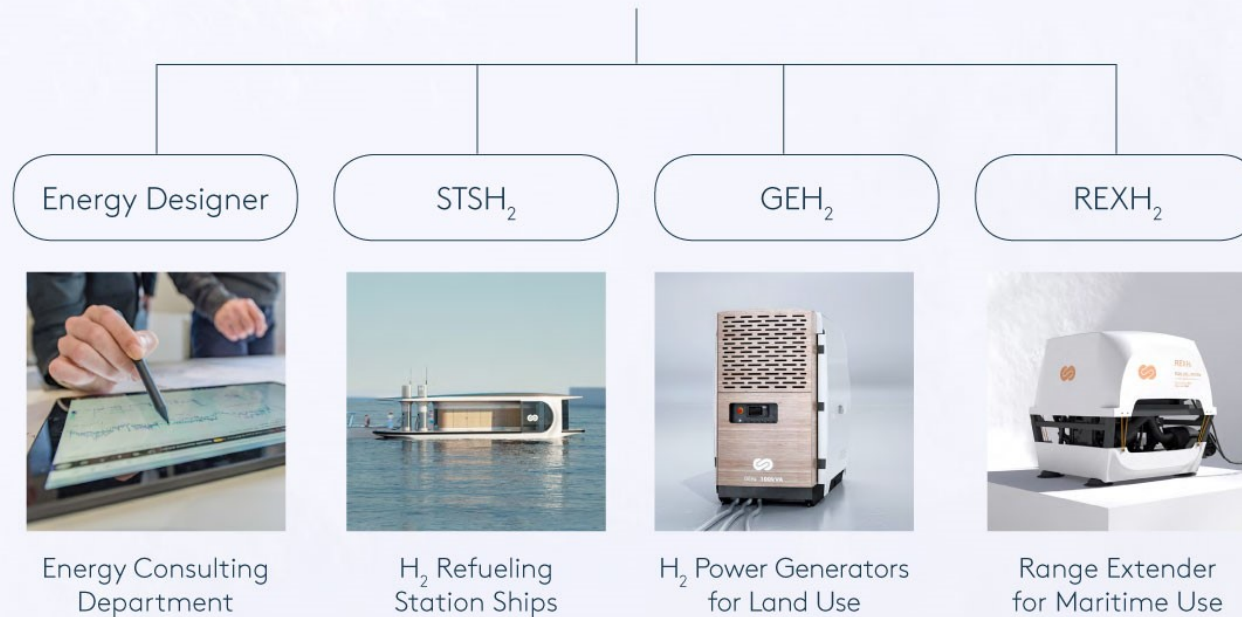 Energy Designer
STSH₂
GEH₂
REXH₂
Energy Consulting
Department
H₂ Refueling
Station Ships
H₂ Power Generators
for Land Use
Range Extender
for Maritime Use